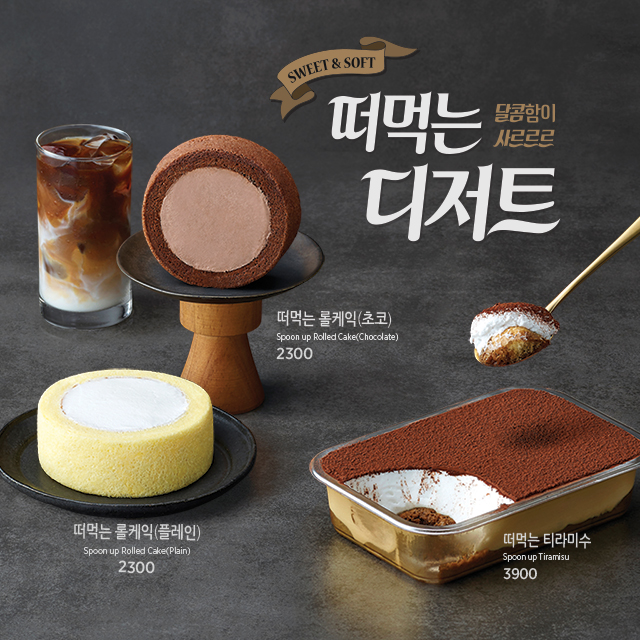 SWEET & SOFT
떠먹는
달콤함이
사르르르
디저트
떠먹는 롤케익(초코)
Spoon up Rolled Cake(Chocolate)
2300
떠먹는 롤케익(플레인)
Spoon up Rolled Cake(Plain)
2300
떠먹는 티라미수
Spoon up Tiramisu
3900